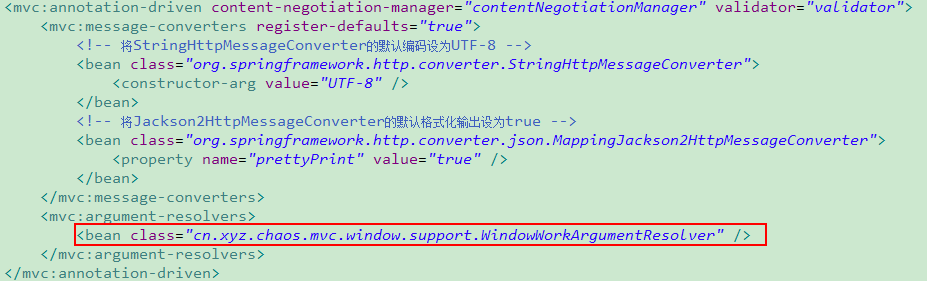 <mvc:annotation-driven content-negotiation-manager="contentNegotiationManager" validator="validator">
<mvc:message-converters register-defaults="true">
<!-- 将StringHttpMessageConverter的默认编码设为UTF-8 -->
<bean class="org.springframework.http.converter.StringHttpMessageConverter">
<constructor-arg value="UTF-8" />
</bean>
<!-- 将Jackson2HttpMessageConverter的默认格式化输出设为true -->
<bean class="org.springframework.http.converter.json.MappingJackson2HttpMessageConverter">
<property name="prettyPrint" value="true" />
</bean>
</mvc:message-converters>
<mvc:argument-resolvers>
<bean class="cn.xyz.chaos.mvc.window.support.WindowWorkArgumentResolver" />
</mvc:argument-resolvers>
</mvc:annotation-driven>